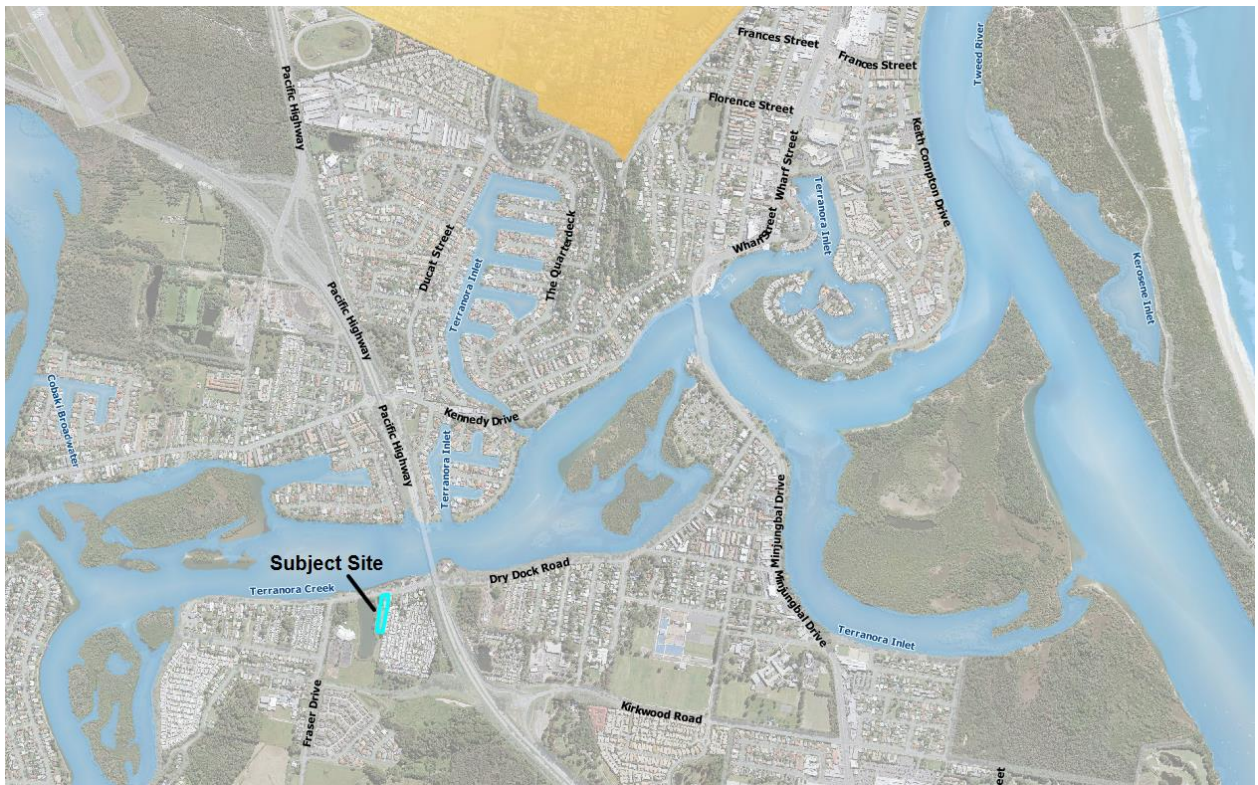 Frances Street
Frances Street
Tweed River
Pacific Highway
Florence Street
Keith Compton Drive
Wharf Street
Terranora Inlet
Wharf Street
The Quarterdeck
Ducat Street
Terranora Inlet
Kerosene Inlet
Pacific Highway
Cobaki Broadwater
Kennedy Drive
Pacific Highway
Terranora Inlet
Minjungbal Drive
Subject Site
Dry Dock Road
Terranora Creek
Minjungbal Drive
Terranora Inlet
Fraser Drive
Kirkwood Road
eet